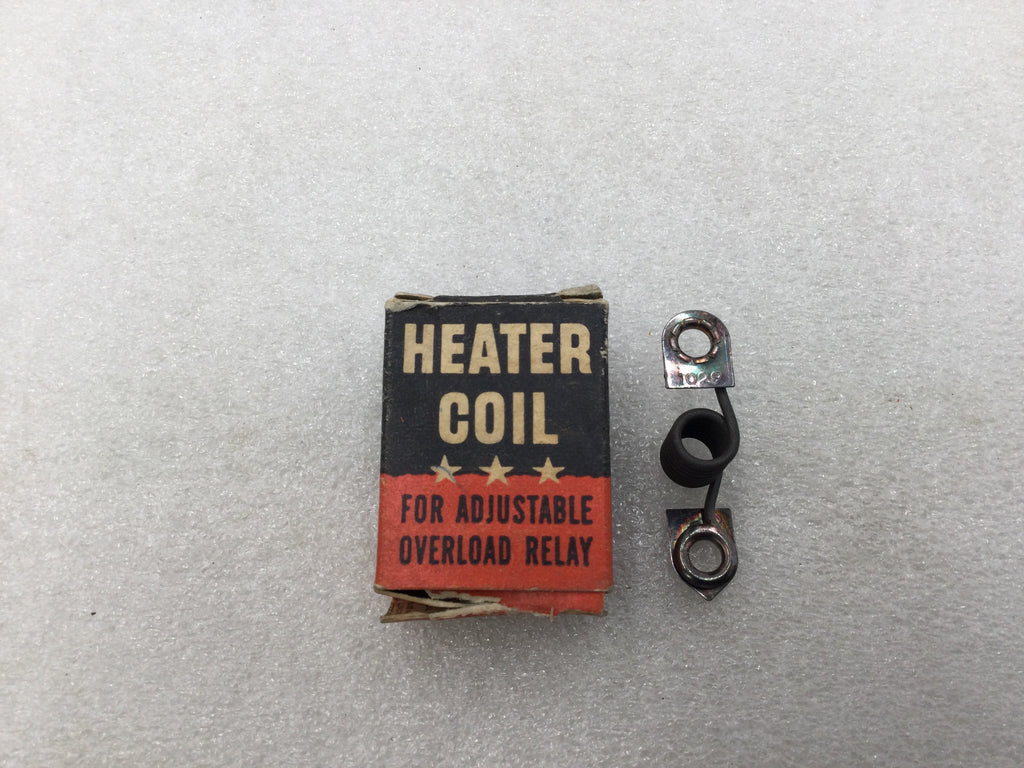 HEATER
COIL
FOR ADJUSTABLE
OVERLOAD RELAY